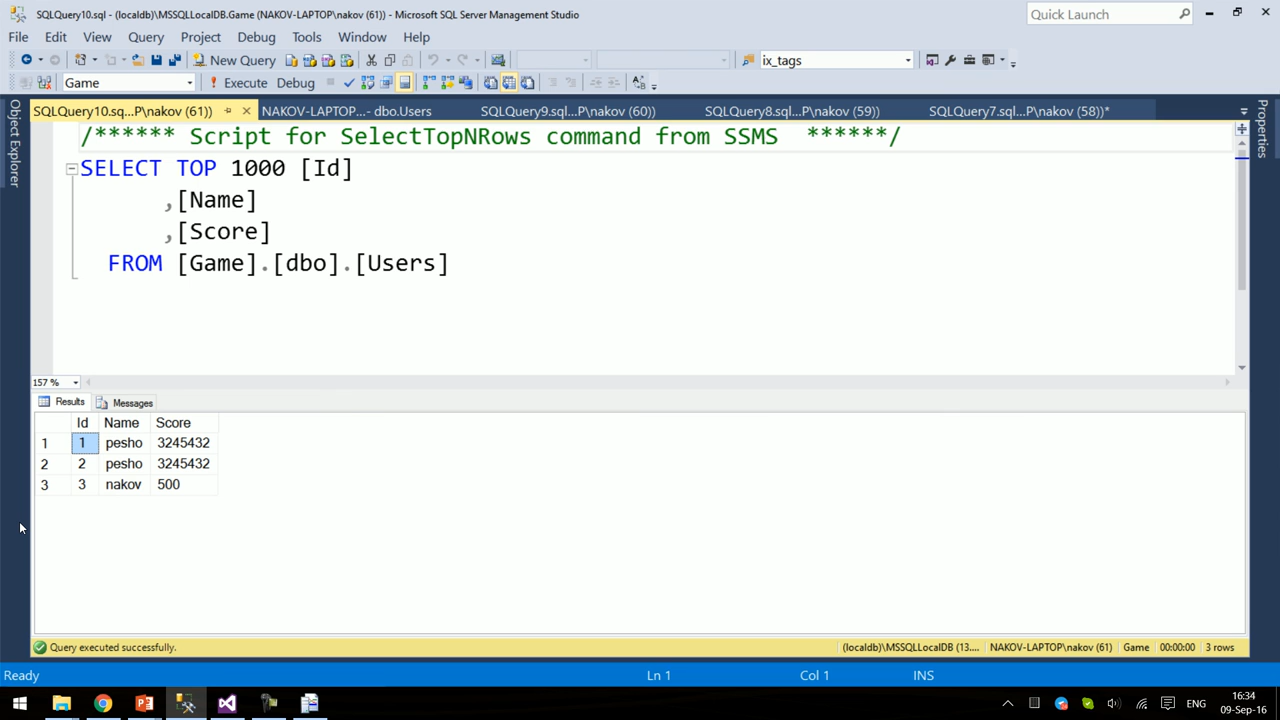 SQLQuery10.sql - (localdb)\MSSQLLocalDB.Game (NAKOV-LAPTOP\nakov (61)) - Microsoft SQL Server Management Studio
Quick Launch
File Edit View Query Project Debug Tools Window Help
New Query ix_tags
Game Execute Debug
SQLQuery10.sq...P\nakov (61)) NAKOV-LAPTOP... - dbo.Users SQLQuery9.sql...P\nakov (60)) SQLQuery8.sql...P\nakov (59)) SQLQuery7.sql...P\nakov (58))*
Object Explorer
Properties
/****** Script for SelectTopNRows command from SSMS ******/
SELECT TOP 1000 [Id]
,[Name]
,[Score]
FROM [Game].[dbo].[Users]
157 %
Results Messages
Id Name Score
1 1 pesho 3245432
2 2 pesho 3245432
3 3 nakov 500
Query executed successfully. (localdb)\MSSQLLocalDB (13.... NAKOV-LAPTOP\nakov (61) Game 00:00:00 3 rows
Ready Ln 1 Col 1 INS
ENG 16:34
09-Sep-16